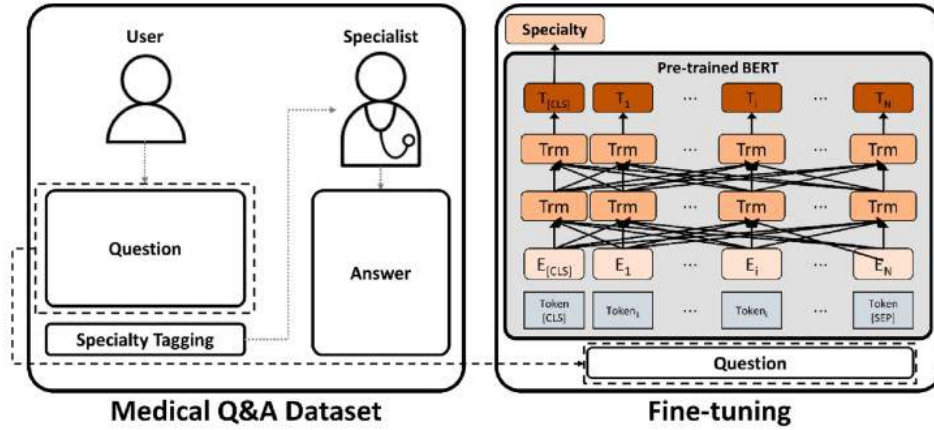 User
Specialist
Question
Answer
Specialty Tagging
Medical Q&A Dataset
Specialty
Pre-trained BERT
T[CLS] T1 ... Ti ... TN
Trm Trm ... Trm ... Trm
Trm Trm ... Trm ... Trm
E[CLS] E1 ... Ei ... EN
Token [CLS] Token1 ... Tokeni ... Token [SEP]
Question
Fine-tuning